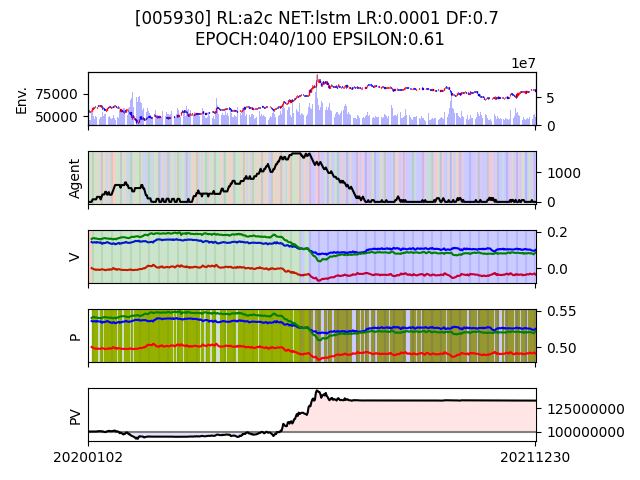 [005930] RL:a2c NET:lstm LR:0.0001 DF:0.7
EPOCH:040/100 EPSILON:0.61
1e7
Env.
75000
50000
5
0
Agent
1000
0
V
0.2
0.0
P
0.55
0.50
PV
125000000
100000000
20200102
20211230